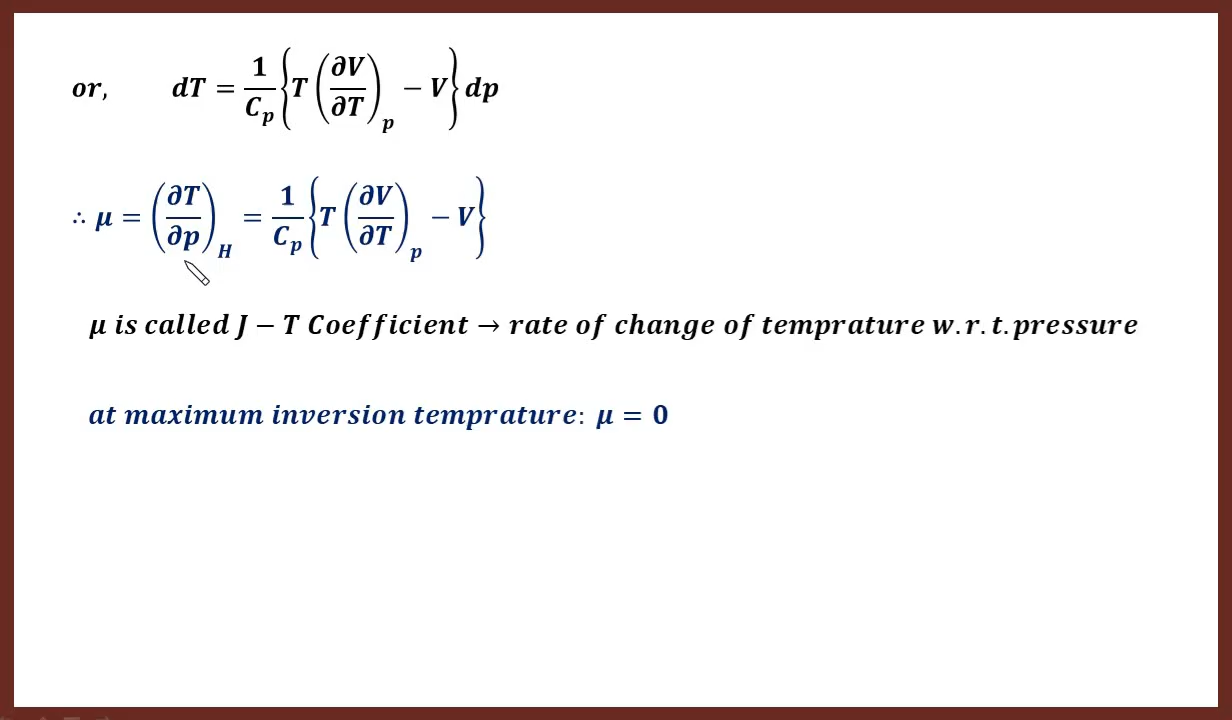 or, dT = 1/C_p {T (∂V/∂T)_p − V} dp
∴ μ = (∂T/∂p)_H = 1/C_p {T (∂V/∂T)_p − V}
μ is called J − T Coefficient → rate of change of temprature w.r.t.pressure
at maximum inversion temprature: μ = 0